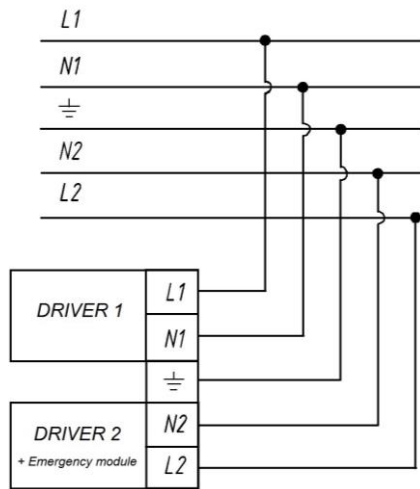 L1
N1
N2
L2
DRIVER 1
L1
N1
DRIVER 2
+ Emergency module
N2
L2